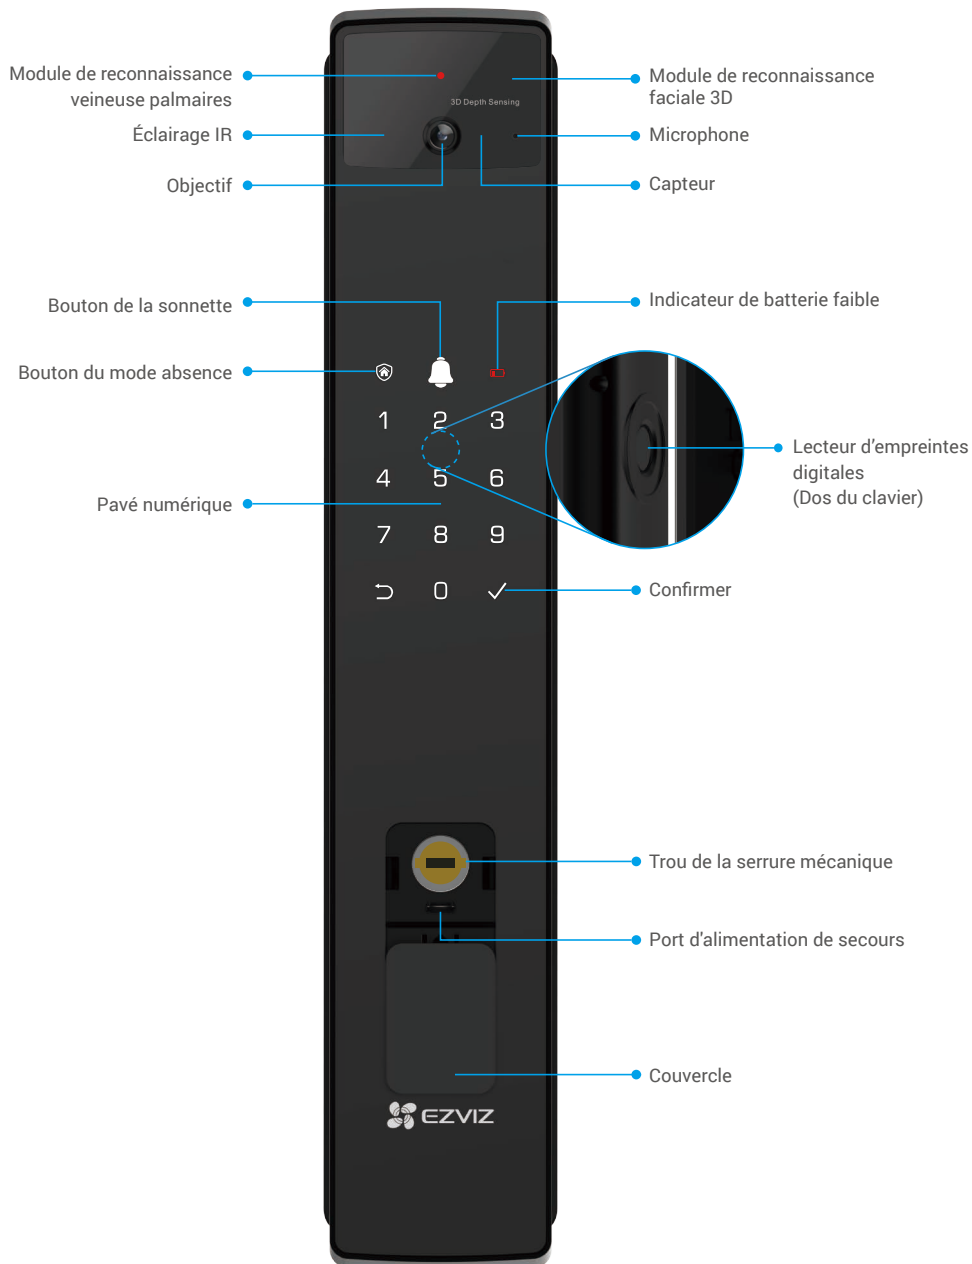 Module de reconnaissance
veineuse palmaires
Module de reconnaissance
faciale 3D
3D Depth Sensing
Éclairage IR
Microphone
Objectif
Capteur
Bouton de la sonnette
Indicateur de batterie faible
Bouton du mode absence
1 2 3
Lecteur d’empreintes
digitales
(Dos du clavier)
4 5 6
Pavé numérique
7 8 9
0
Confirmer
Trou de la serrure mécanique
Port d'alimentation de secours
Couvercle
EZVIZ